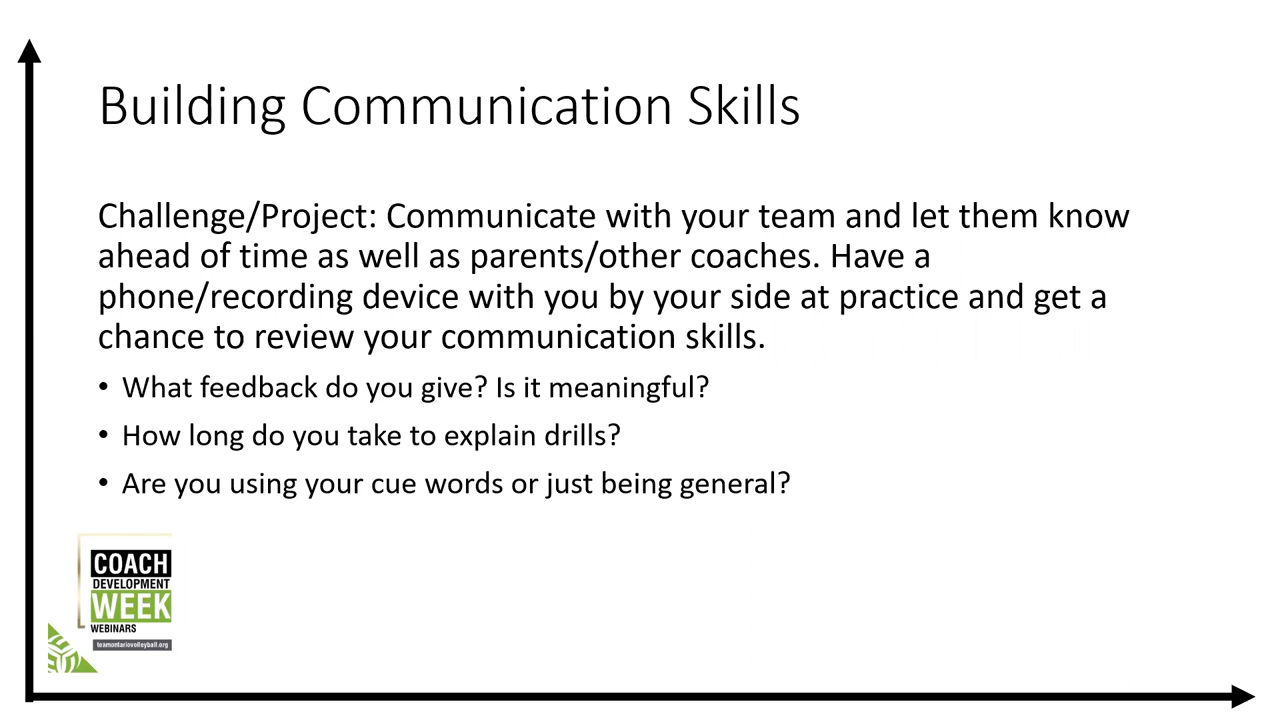 Building Communication Skills
Challenge/Project: Communicate with your team and let them know
ahead of time as well as parents/other coaches. Have a
phone/recording device with you by your side at practice and get a
chance to review your communication skills.
• What feedback do you give? Is it meaningful?
• How long do you take to explain drills?
• Are you using your cue words or just being general?
COACH
DEVELOPMENT
WEEK
WEBINARS
teamontariovolleyball.org